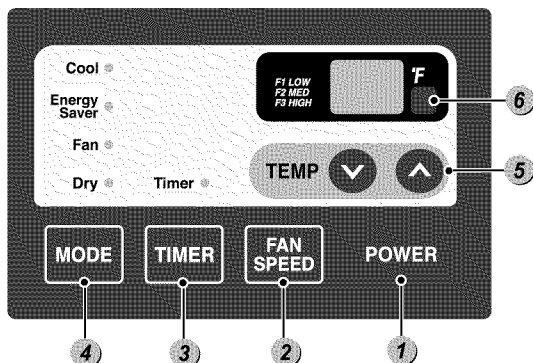 Cool
Energy
Saver
Fan
Dry
Timer
F1 LOW
F2 MED
F3 HIGH
°F
TEMP
MODE
TIMER
FAN
SPEED
POWER
6
5
4
3
2
1